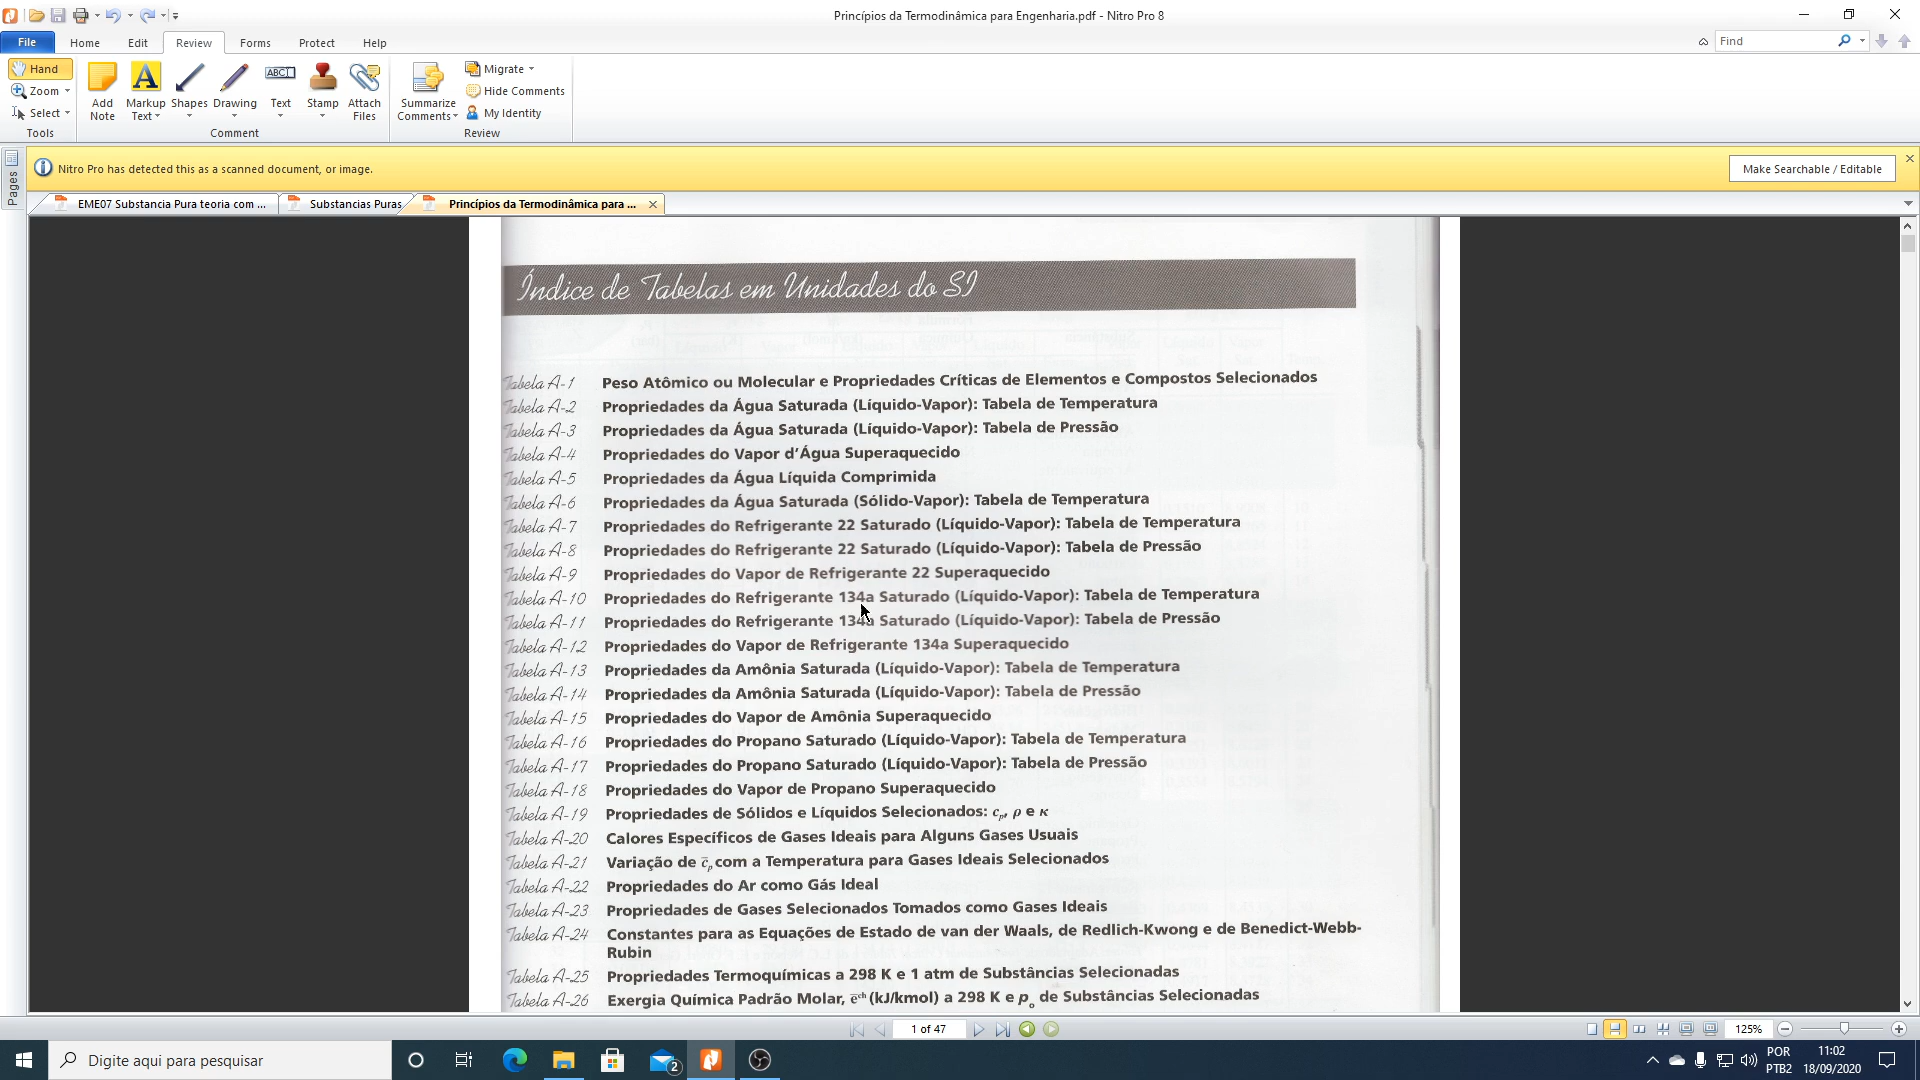 Princípios da Termodinâmica para Engenharia.pdf - Nitro Pro 8
File Home Edit Review Forms Protect Help
Find
Hand
Zoom
Select
Tools
Add Note
Markup Text
Shapes
Drawing
ABC
Text
Stamp
Attach Files
Comment
Summarize Comments
Migrate
Hide Comments
My Identity
Review
Pages
Nitro Pro has detected this as a scanned document, or image.
Make Searchable / Editable
EME07 Substancia Pura teoria com ...
Substancias Puras
Princípios da Termodinâmica para ...
Índice de Tabelas em Unidades do SI
Tabela A-1 Peso Atômico ou Molecular e Propriedades Críticas de Elementos e Compostos Selecionados
Tabela A-2 Propriedades da Água Saturada (Líquido-Vapor): Tabela de Temperatura
Tabela A-3 Propriedades da Água Saturada (Líquido-Vapor): Tabela de Pressão
Tabela A-4 Propriedades do Vapor d'Água Superaquecido
Tabela A-5 Propriedades da Água Líquida Comprimida
Tabela A-6 Propriedades da Água Saturada (Sólido-Vapor): Tabela de Temperatura
Tabela A-7 Propriedades do Refrigerante 22 Saturado (Líquido-Vapor): Tabela de Temperatura
Tabela A-8 Propriedades do Refrigerante 22 Saturado (Líquido-Vapor): Tabela de Pressão
Tabela A-9 Propriedades do Vapor de Refrigerante 22 Superaquecido
Tabela A-10 Propriedades do Refrigerante 134a Saturado (Líquido-Vapor): Tabela de Temperatura
Tabela A-11 Propriedades do Refrigerante 134a Saturado (Líquido-Vapor): Tabela de Pressão
Tabela A-12 Propriedades do Vapor de Refrigerante 134a Superaquecido
Tabela A-13 Propriedades da Amônia Saturada (Líquido-Vapor): Tabela de Temperatura
Tabela A-14 Propriedades da Amônia Saturada (Líquido-Vapor): Tabela de Pressão
Tabela A-15 Propriedades do Vapor de Amônia Superaquecido
Tabela A-16 Propriedades do Propano Saturado (Líquido-Vapor): Tabela de Temperatura
Tabela A-17 Propriedades do Propano Saturado (Líquido-Vapor): Tabela de Pressão
Tabela A-18 Propriedades do Vapor de Propano Superaquecido
Tabela A-19 Propriedades de Sólidos e Líquidos Selecionados: cp, ρ e κ
Tabela A-20 Calores Específicos de Gases Ideais para Alguns Gases Usuais
Tabela A-21 Variação de c̄p com a Temperatura para Gases Ideais Selecionados
Tabela A-22 Propriedades do Ar como Gás Ideal
Tabela A-23 Propriedades de Gases Selecionados Tomados como Gases Ideais
Tabela A-24 Constantes para as Equações de Estado de van der Waals, de Redlich-Kwong e de Benedict-Webb-
Rubin
Tabela A-25 Propriedades Termoquímicas a 298 K e 1 atm de Substâncias Selecionadas
Tabela A-26 Exergia Química Padrão Molar, ēch (kJ/kmol) a 298 K e po de Substâncias Selecionadas
1 of 47
125%
Digite aqui para pesquisar
2
POR
PTB2
11:02
18/09/2020